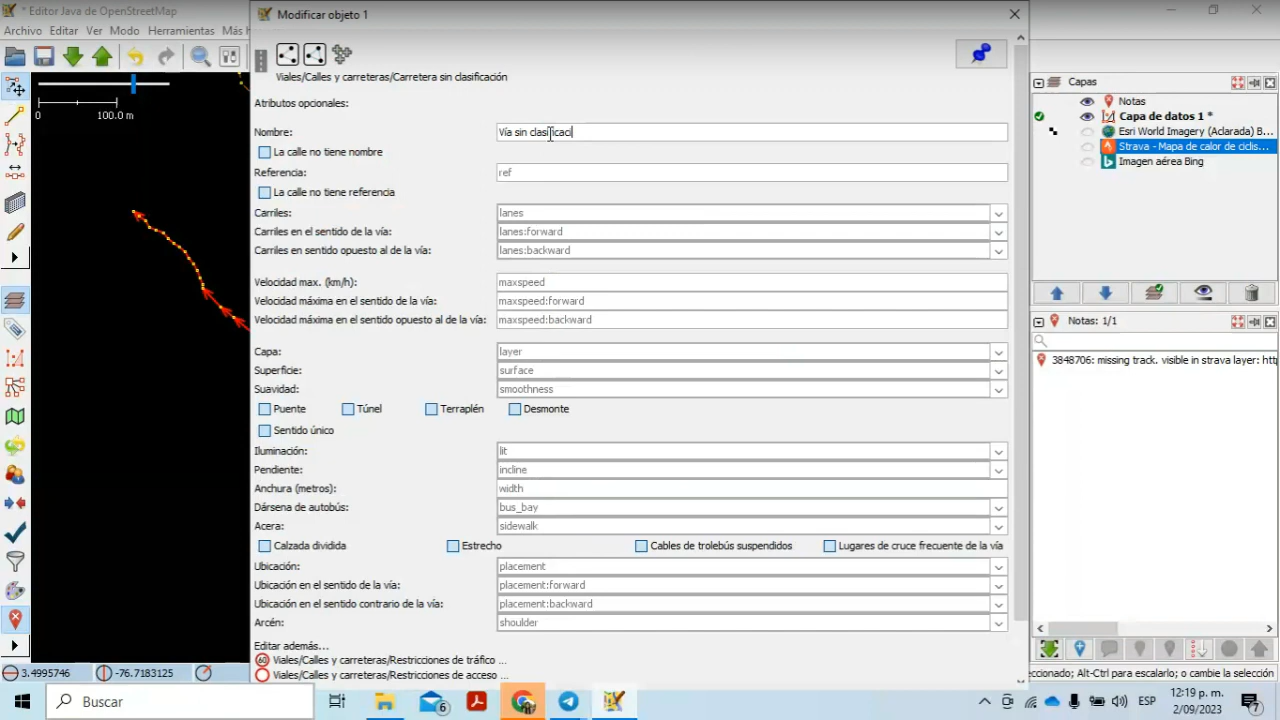 * Editor Java de OpenStreetMap
Modificar objeto 1
Archivo Editar Ver Modo Herramientas Más
Viales/Calles y carreteras/Carretera sin clasificación
Capas
Atributos opcionales:
Notas
0 100.0 m
Capa de datos 1 *
Nombre: Vía sin clasificaci
Esri World Imagery (Aclarada) B...
Strava - Mapa de calor de ciclis...
La calle no tiene nombre
Imagen aérea Bing
Referencia: ref
La calle no tiene referencia
Carriles: lanes
Carriles en el sentido de la vía: lanes:forward
Carriles en sentido opuesto al de la vía: lanes:backward
Velocidad max. (km/h): maxspeed
Velocidad máxima en el sentido de la vía: maxspeed:forward
Velocidad máxima en el sentido opuesto al de la vía: maxspeed:backward
Notas: 1/1
Capa: layer
3848706: missing track. visible in strava layer: htt
Superficie: surface
Suavidad: smoothness
Puente Túnel Terraplén Desmonte
Sentido único
Iluminación: lit
Pendiente: incline
Anchura (metros): width
Dársena de autobús: bus_bay
Acera: sidewalk
Calzada dividida Estrecho Cables de trolebús suspendidos Lugares de cruce frecuente de la vía
Ubicación: placement
Ubicación en el sentido de la vía: placement:forward
Ubicación en el sentido contrario de la vía: placement:backward
Arcén: shoulder
Editar además...
60 Viales/Calles y carreteras/Restricciones de tráfico ...
Viales/Calles y carreteras/Restricciones de acceso ...
3.4995746 -76.7183125
eccionado; Alt-Ctrl para escalarlo; o cambie la selección)
Buscar
6
ESP
12:19 p. m.
2/09/2023
7